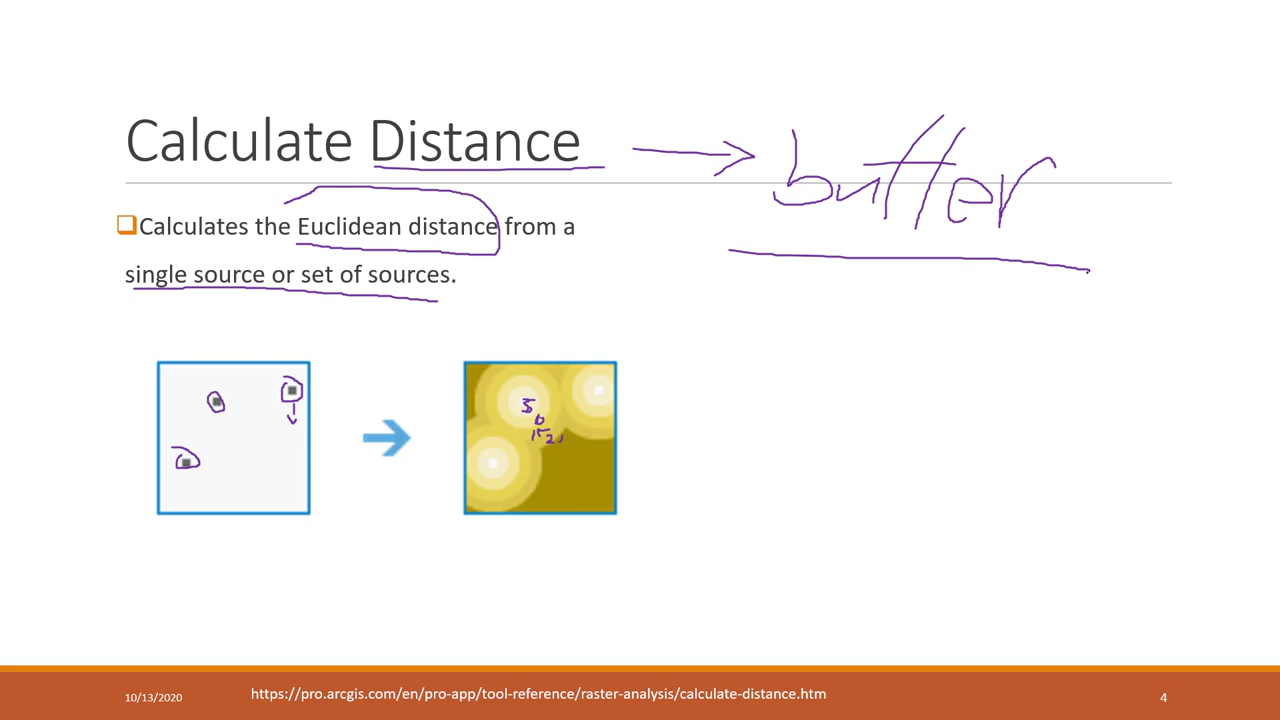 Calculate Distance
buffer
❑Calculates the Euclidean distance from a
single source or set of sources.
5
10/13/2020
https://pro.arcgis.com/en/pro-app/tool-reference/raster-analysis/calculate-distance.htm
4